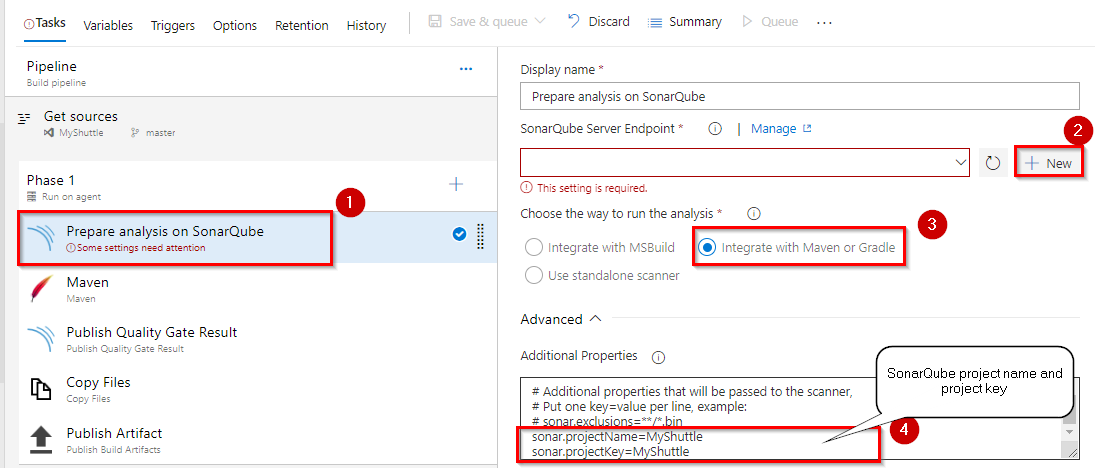 Tasks
Variables
Triggers
Options
Retention
History
Save & queue
Discard
Summary
Queue
...
Pipeline
Build pipeline
...
Get sources
MyShuttle
master
Phase 1
Run on agent
1
Prepare analysis on SonarQube
Some settings need attention
Maven
Maven
Publish Quality Gate Result
Publish Quality Gate Result
Copy Files
Copy Files
Publish Artifact
Publish Build Artifacts
Display name *
Prepare analysis on SonarQube
SonarQube Server Endpoint * | Manage
2
New
This setting is required.
Choose the way to run the analysis *
3
Integrate with MSBuild
Integrate with Maven or Gradle
Use standalone scanner
Advanced
Additional Properties
SonarQube project name and
project key
# Additional properties that will be passed to the scanner,
# Put one key=value per line, example:
# sonar.exclusions=**/*.bin
4
sonar.projectName=MyShuttle
sonar.projectKey=MyShuttle